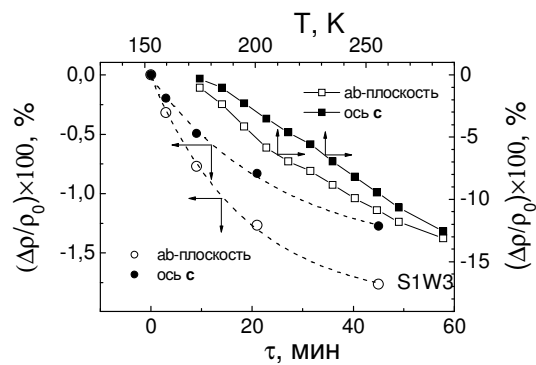 T, K
150 200 250
0,0
-0,5
-1,0
-1,5
(Δρ/ρ₀)×100, %
0
-5
-10
-15
(Δρ/ρ₀)×100, %
ab-плоскость
ось c
ab-плоскость
ось c
S1W3
0 20 40 60
τ, мин